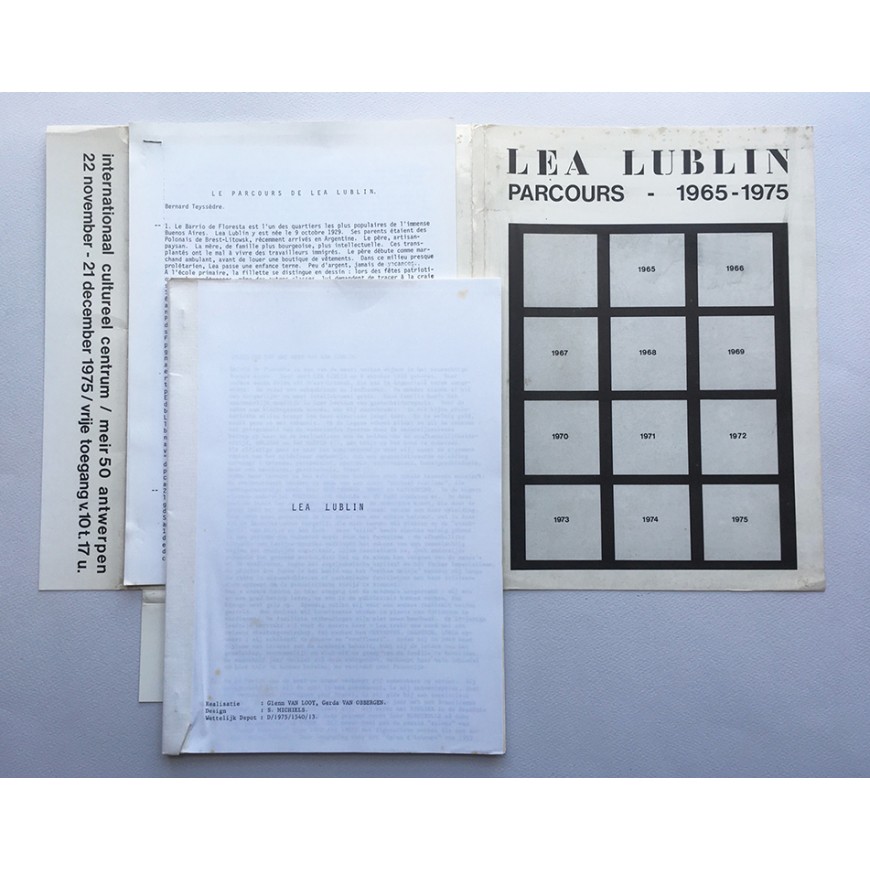 internationaal cultureel centrum / meir 50 antwerpen
22 november - 21 december 1975 / vrije toegang v. 10 t. 17 u.
LE PARCOURS DE LEA LUBLIN.
Bernard Teyssèdre.
1. Le Barrio de Floresta est l'un des quartiers les plus populaires de l'immense
Buenos Aires. Lea Lublin y est née le 9 octobre 1929. Ses parents étaient des
Polonais de Brest-Litowsk, récemment arrivés en Argentine. Le père, artisan-
paysan. La mère, de famille plus bourgeoise, plus intellectuelle. Ces trans-
plantés ont le mal à vivre des travailleurs immigrés. Le père débute comme mar-
chand ambulant, avant de louer une boutique de vêtements. Dans ce milieu presque
prolétarien, Léa passe une enfance terne. Peu d'argent, jamais de vacances.
A l'école primaire, la fillette se distingue en dessin : lors des fêtes patrioti-
LEA LUBLIN
Realisatie : Glenn VAN LOOY, Gerda VAN OSBERGEN.
Design : S. MICHIELS
Wettelijk Depot : D/1975/1340/13.
LEA LUBLIN
PARCOURS - 1965-1975
1965 1966
1967 1968 1969
1970 1971 1972
1973 1974 1975